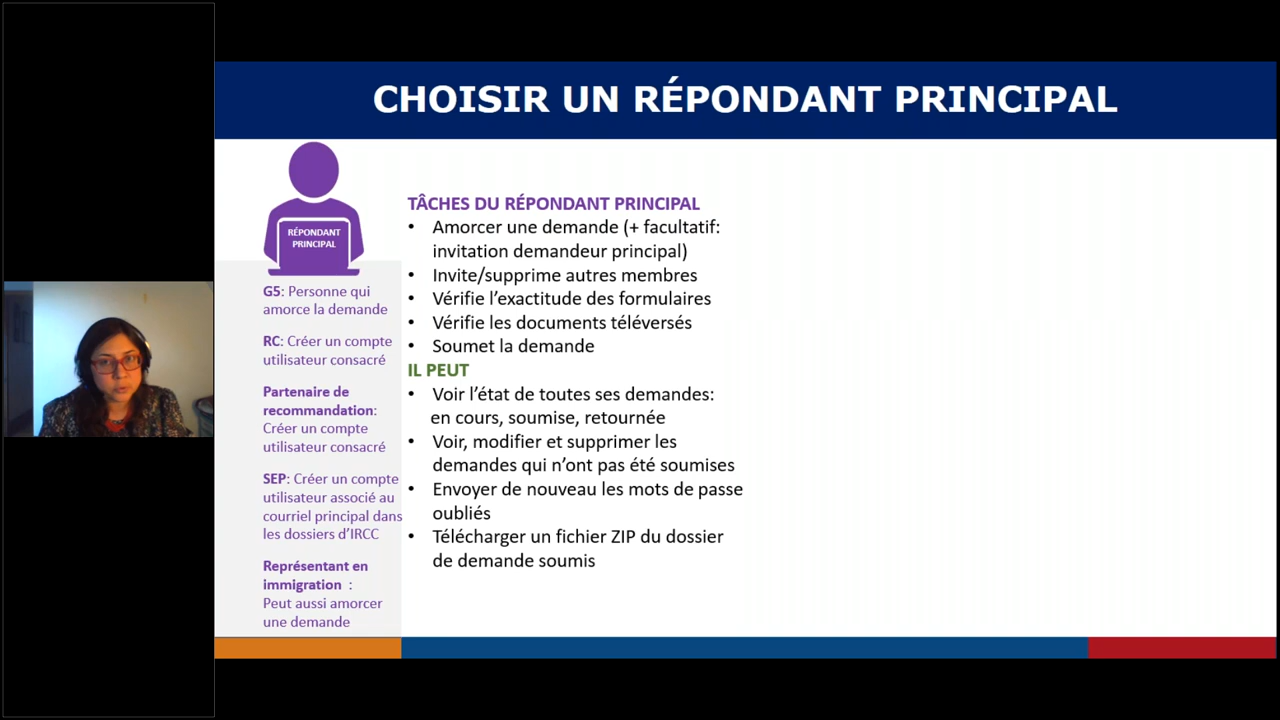 CHOISIR UN RÉPONDANT PRINCIPAL
RÉPONDANT
PRINCIPAL
G5: Personne qui
amorce la demande
RC: Créer un compte
utilisateur consacré
Partenaire de
recommandation:
Créer un compte
utilisateur consacré
SEP: Créer un compte
utilisateur associé au
courriel principal dans
les dossiers d'IRCC
Représentant en
immigration :
Peut aussi amorcer
une demande
TÂCHES DU RÉPONDANT PRINCIPAL
• Amorcer une demande (+ facultatif:
invitation demandeur principal)
• Invite/supprime autres membres
• Vérifie l'exactitude des formulaires
• Vérifie les documents téléversés
• Soumet la demande
IL PEUT
• Voir l'état de toutes ses demandes:
en cours, soumise, retournée
• Voir, modifier et supprimer les
demandes qui n'ont pas été soumises
• Envoyer de nouveau les mots de passe
oubliés
• Télécharger un fichier ZIP du dossier
de demande soumis